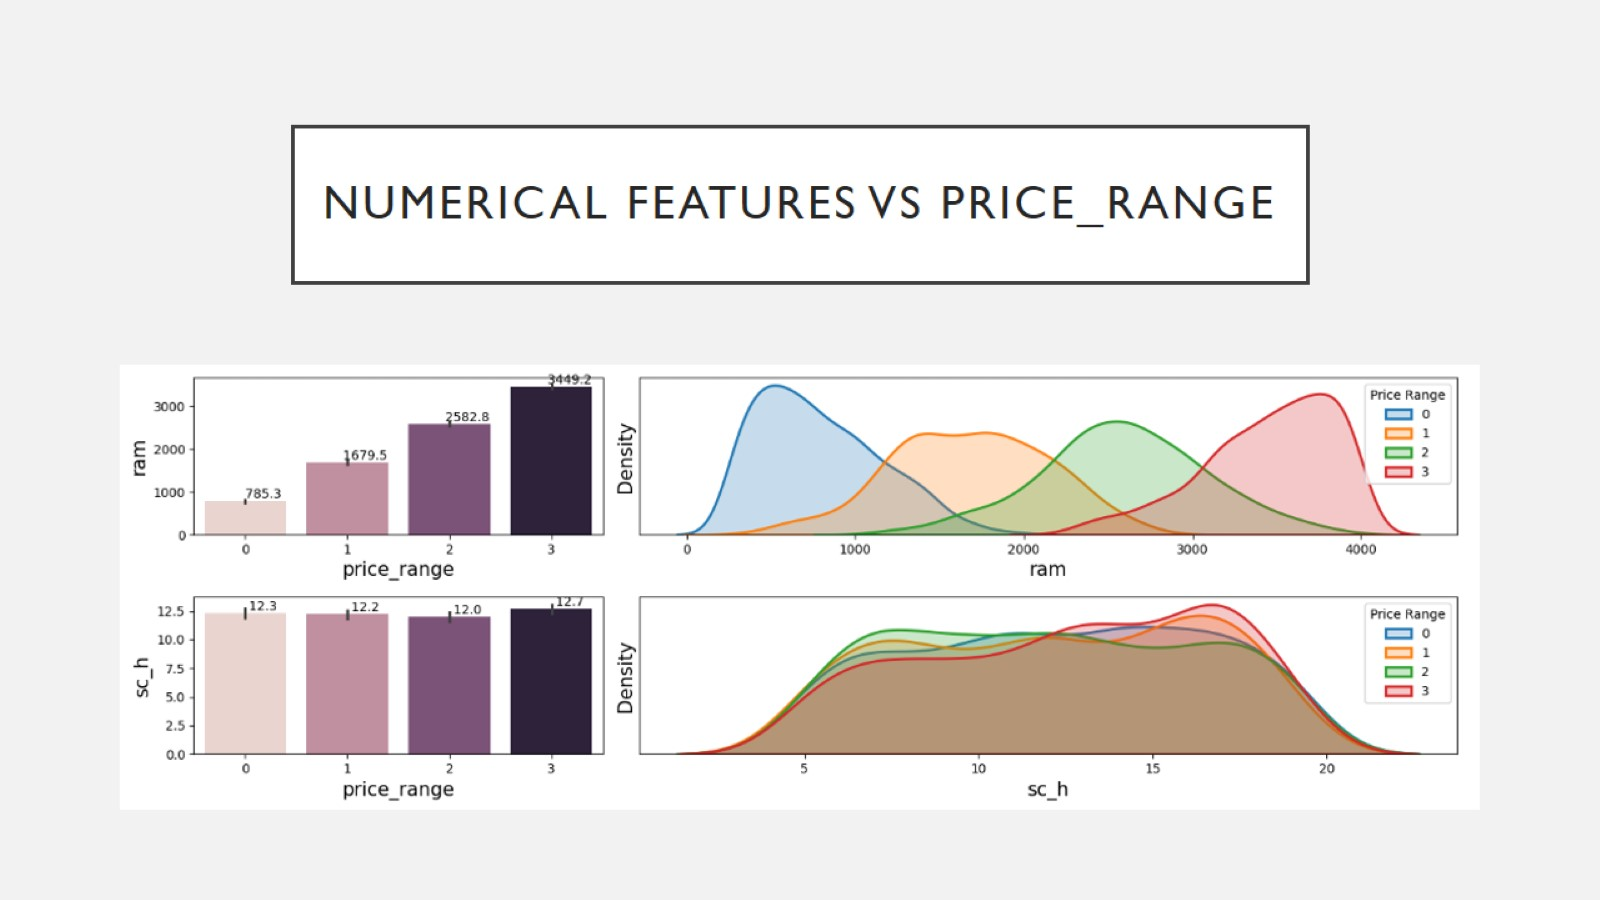 NUMERICAL FEATURES VS PRICE_RANGE
3449.2
2582.8
1679.5
785.3
3000
2000
1000
0
ram
0 1 2 3
price_range
Density
Price Range
0
1
2
3
0 1000 2000 3000 4000
ram
12.3 12.2 12.0 12.7
12.5
10.0
7.5
5.0
2.5
0.0
sc_h
0 1 2 3
price_range
Density
Price Range
0
1
2
3
5 10 15 20
sc_h